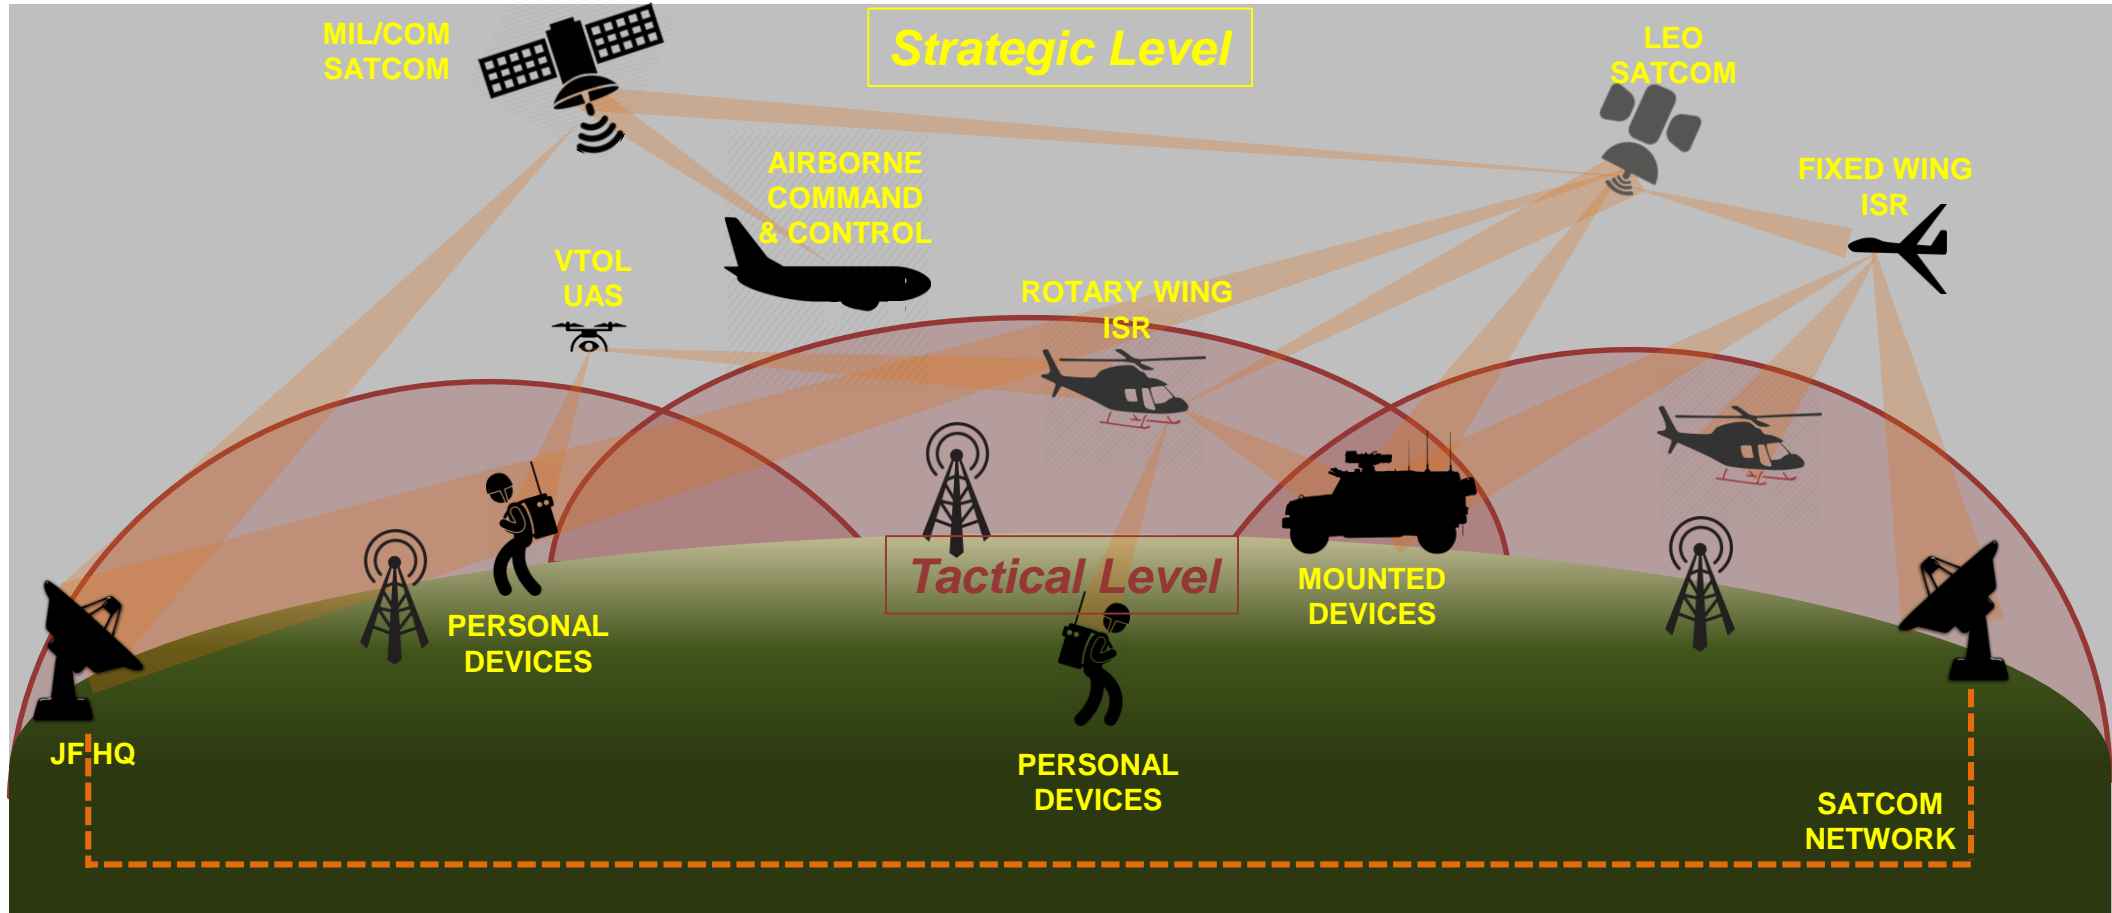 MIL/COM
SATCOM
Strategic Level
LEO
SATCOM
AIRBORNE
COMMAND
& CONTROL
FIXED WING
ISR
VTOL
UAS
ROTARY WING
ISR
Tactical Level
MOUNTED
DEVICES
PERSONAL
DEVICES
JF HQ
PERSONAL
DEVICES
SATCOM
NETWORK